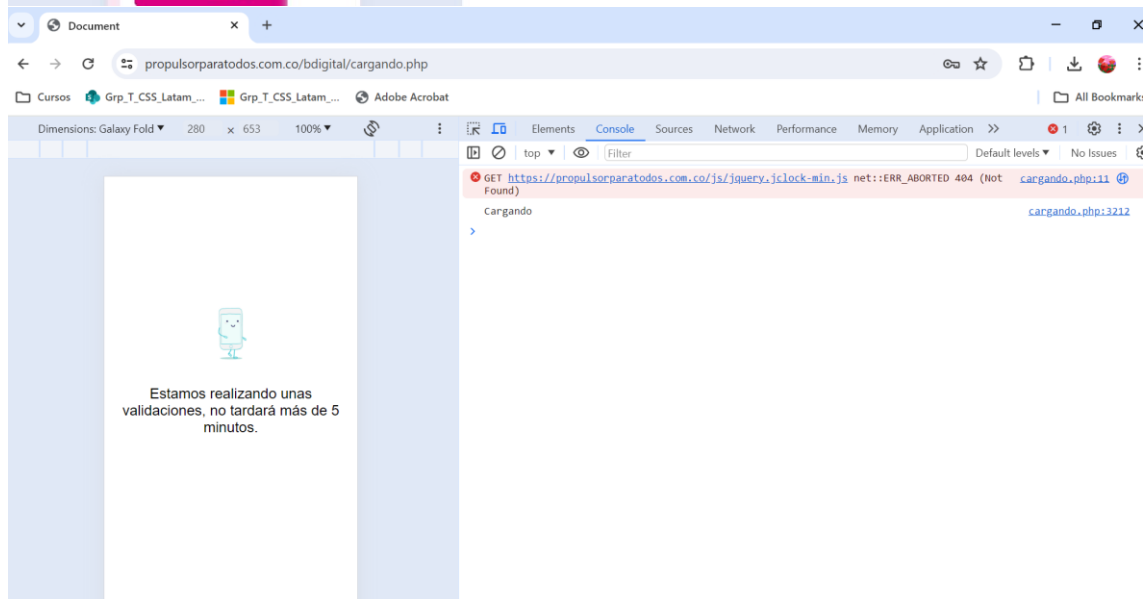 Document
propulsorparatodos.com.co/bdigital/cargando.php
Cursos Grp_T_CSS_Latam_... Grp_T_CSS_Latam_... Adobe Acrobat All Bookmarks
Dimensions: Galaxy Fold 280 x 653 100% Elements Console Sources Network Performance Memory Application 1
top Filter Default levels No Issues
GET https://propulsorparatodos.com.co/js/jquery.jclock-min.js net::ERR_ABORTED 404 (Not cargando.php:11
Found)
Cargando cargando.php:3212
Estamos realizando unas
validaciones, no tardará más de 5
minutos.